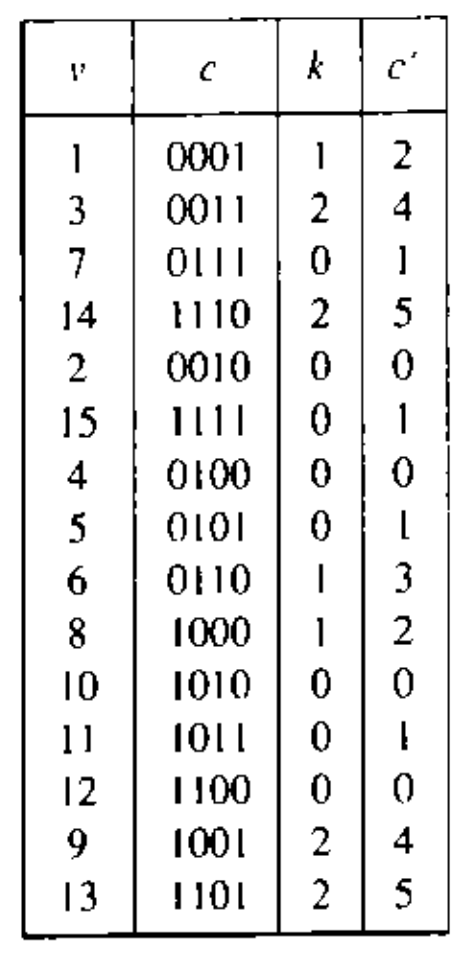 v c k c′
1 0001 1 2
3 0011 2 4
7 0111 0 1
14 1110 2 5
2 0010 0 0
15 1111 0 1
4 0100 0 0
5 0101 0 1
6 0110 1 3
8 1000 1 2
10 1010 0 0
11 1011 0 1
12 1100 0 0
9 1001 2 4
13 1101 2 5